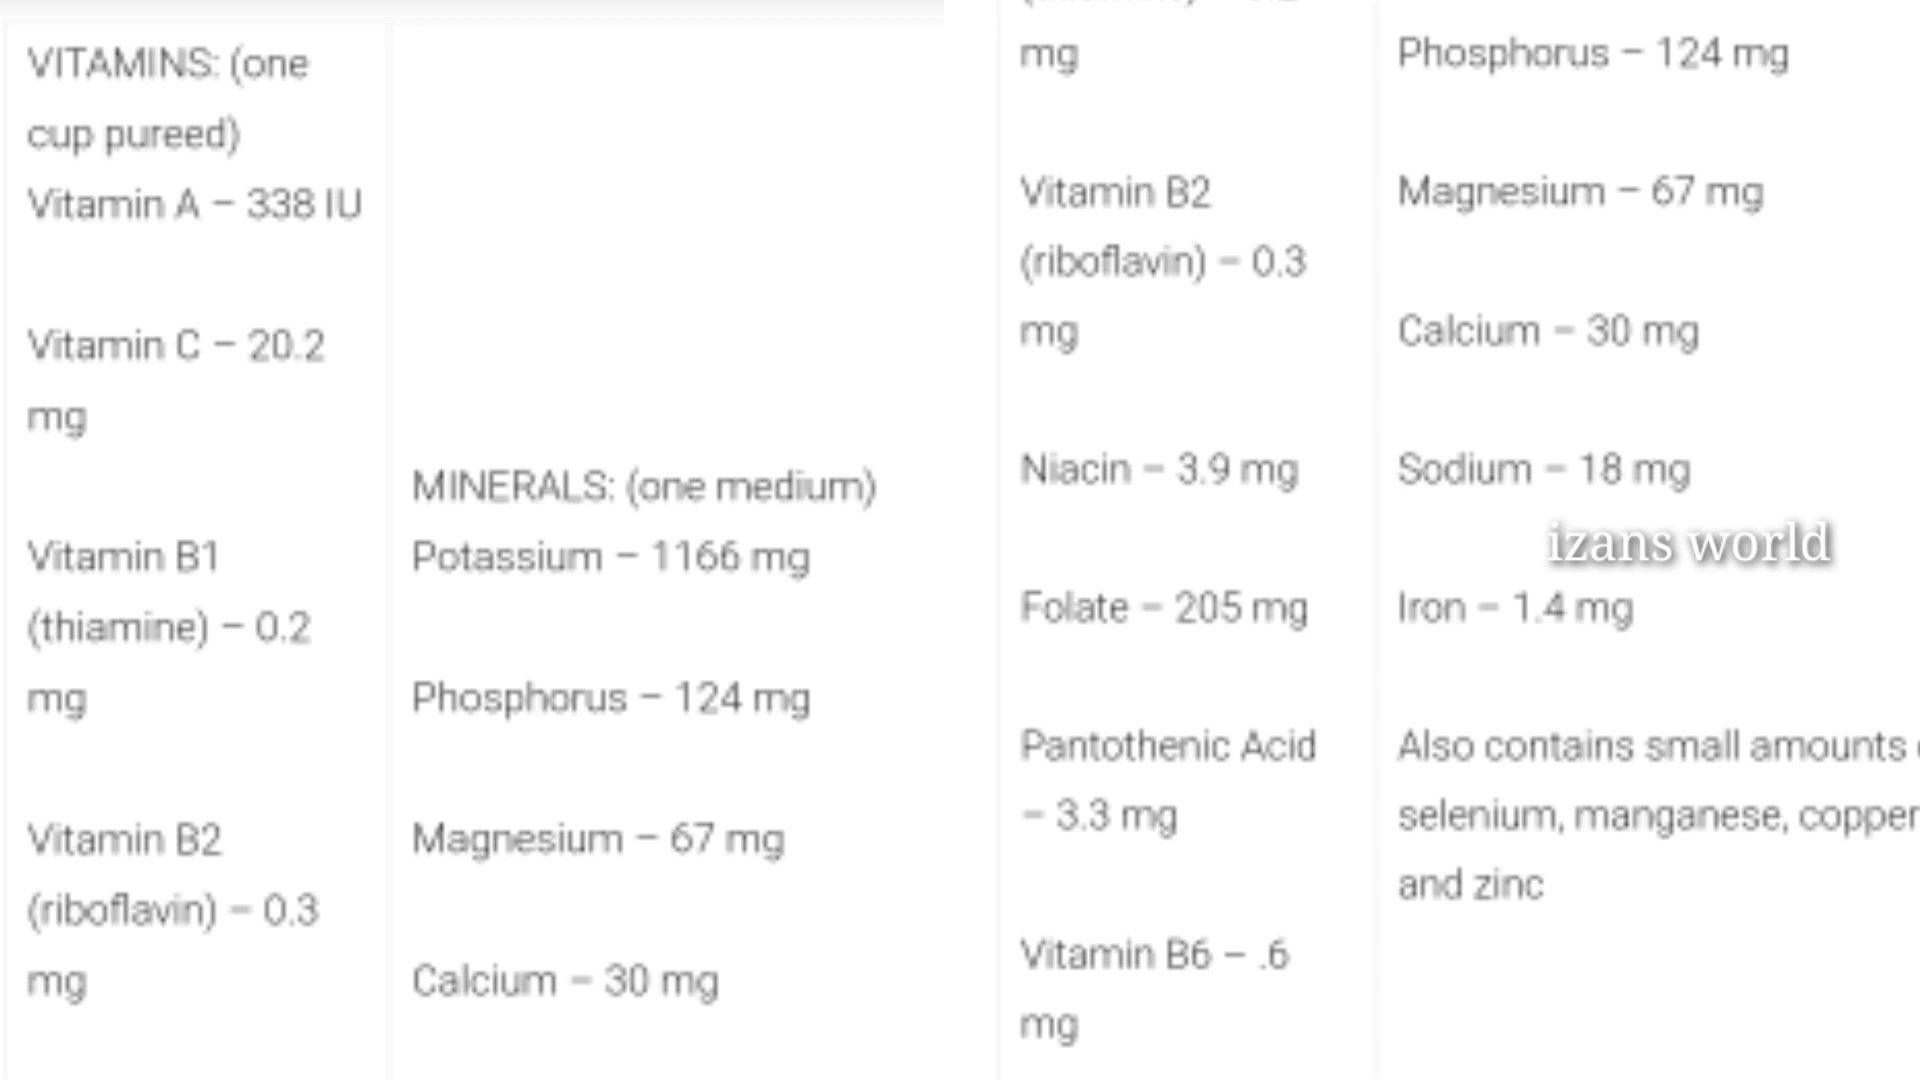 VITAMINS: (one
cup pureed)
Vitamin A – 338 IU
Vitamin C – 20.2
mg
Vitamin B1
(thiamine) – 0.2
mg
Vitamin B2
(riboflavin) – 0.3
mg
MINERALS: (one medium)
Potassium – 1166 mg
Phosphorus – 124 mg
Magnesium – 67 mg
Calcium – 30 mg
mg
Vitamin B2
(riboflavin) – 0.3
mg
Niacin – 3.9 mg
Folate – 205 mg
Pantothenic Acid
– 3.3 mg
Vitamin B6 – .6
mg
Phosphorus – 124 mg
Magnesium – 67 mg
Calcium – 30 mg
Sodium – 18 mg
izans world
Iron – 1.4 mg
Also contains small amounts
selenium, manganese, copper
and zinc